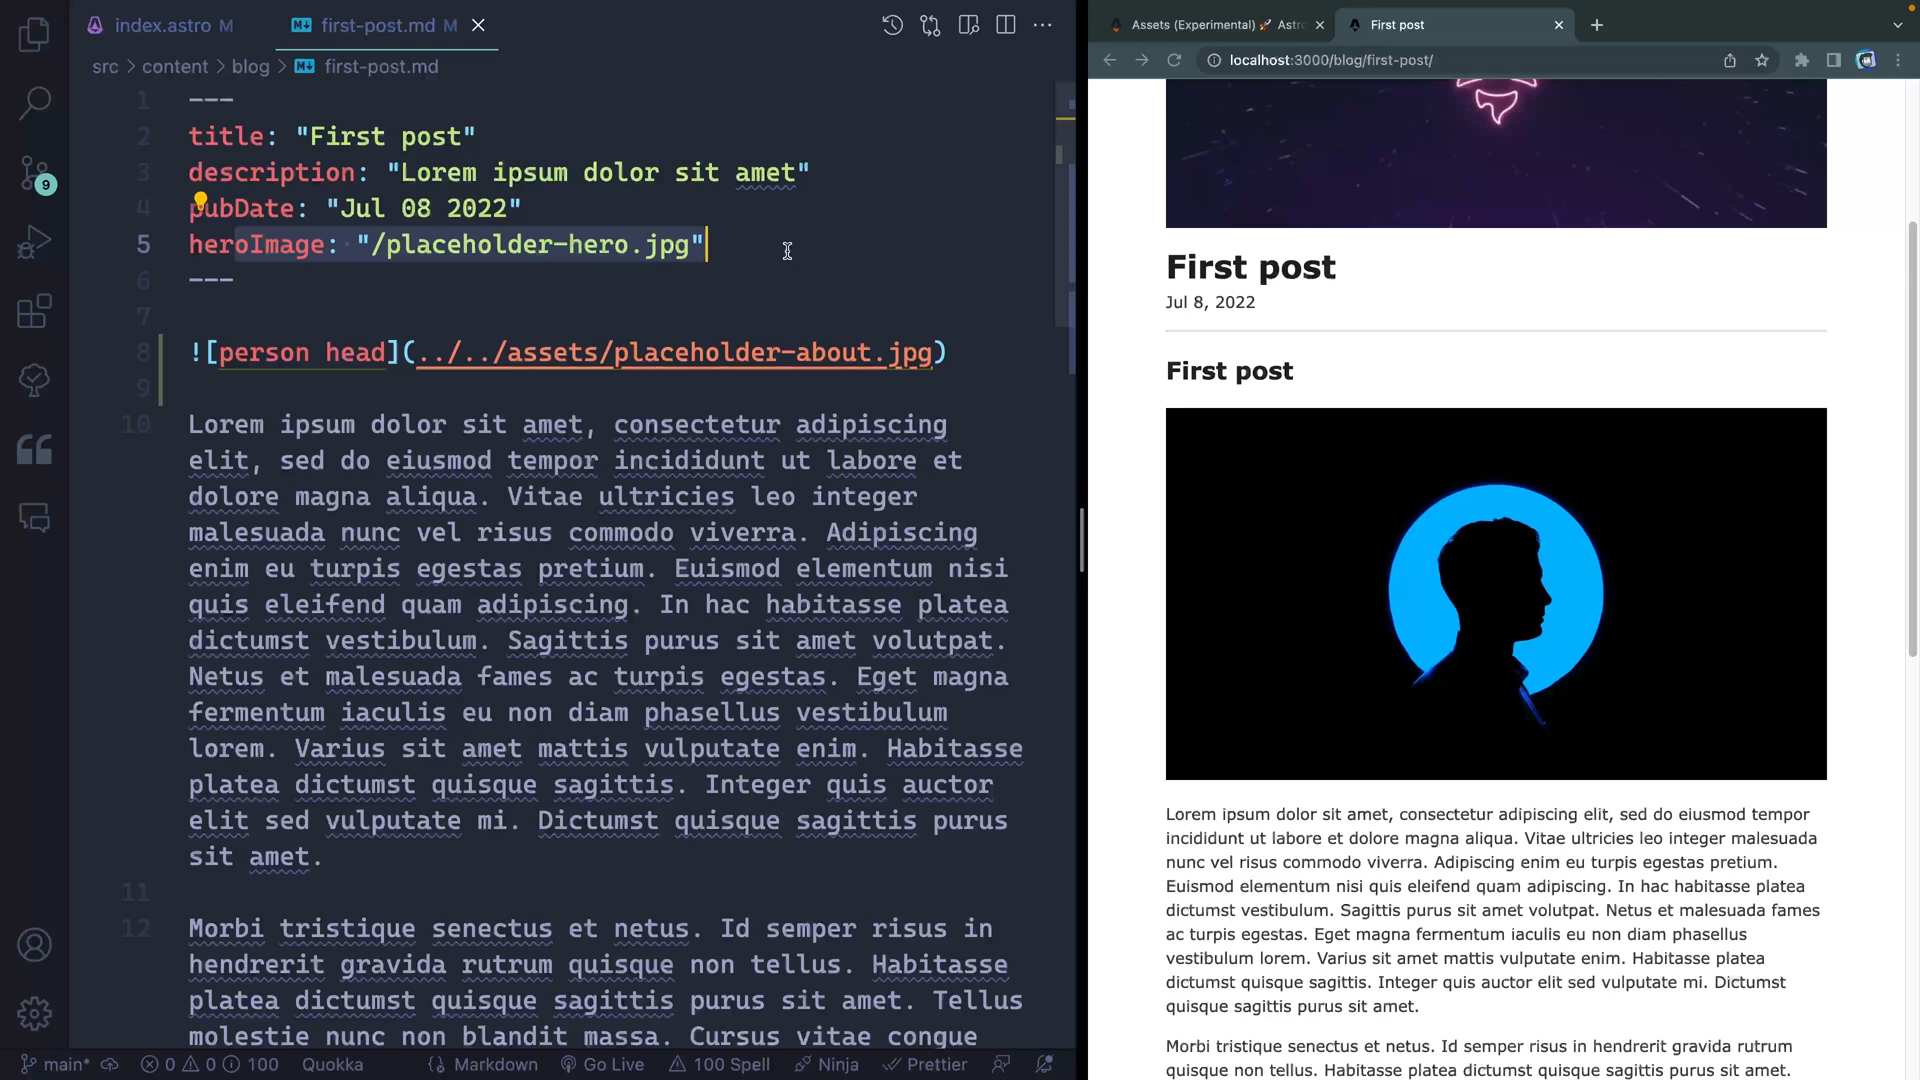 index.astro M
first-post.md M
src > content > blog > first-post.md
1 ---
2 title: "First post"
3 description: "Lorem ipsum dolor sit amet"
4 pubDate: "Jul 08 2022"
5 heroImage: "/placeholder-hero.jpg"
6 ---
7
8 ![person head](../../assets/placeholder-about.jpg)
9
10 Lorem ipsum dolor sit amet, consectetur adipiscing
elit, sed do eiusmod tempor incididunt ut labore et
dolore magna aliqua. Vitae ultricies leo integer
malesuada nunc vel risus commodo viverra. Adipiscing
enim eu turpis egestas pretium. Euismod elementum nisi
quis eleifend quam adipiscing. In hac habitasse platea
dictumst vestibulum. Sagittis purus sit amet volutpat.
Netus et malesuada fames ac turpis egestas. Eget magna
fermentum iaculis eu non diam phasellus vestibulum
lorem. Varius sit amet mattis vulputate enim. Habitasse
platea dictumst quisque sagittis. Integer quis auctor
elit sed vulputate mi. Dictumst quisque sagittis purus
sit amet.
11
12 Morbi tristique senectus et netus. Id semper risus in
hendrerit gravida rutrum quisque non tellus. Habitasse
platea dictumst quisque sagittis purus sit amet. Tellus
molestie nunc non blandit massa. Cursus vitae congue
9
main* 0 0 100 Quokka Markdown Go Live 100 Spell Ninja Prettier
Assets (Experimental) 🚀 Astro
First post
localhost:3000/blog/first-post/
First post
Jul 8, 2022
First post
Lorem ipsum dolor sit amet, consectetur adipiscing elit, sed do eiusmod tempor
incididunt ut labore et dolore magna aliqua. Vitae ultricies leo integer malesuada
nunc vel risus commodo viverra. Adipiscing enim eu turpis egestas pretium.
Euismod elementum nisi quis eleifend quam adipiscing. In hac habitasse platea
dictumst vestibulum. Sagittis purus sit amet volutpat. Netus et malesuada fames
ac turpis egestas. Eget magna fermentum iaculis eu non diam phasellus
vestibulum lorem. Varius sit amet mattis vulputate enim. Habitasse platea
dictumst quisque sagittis. Integer quis auctor elit sed vulputate mi. Dictumst
quisque sagittis purus sit amet.
Morbi tristique senectus et netus. Id semper risus in hendrerit gravida rutrum
quisque non tellus. Habitasse platea dictumst quisque sagittis purus sit amet.